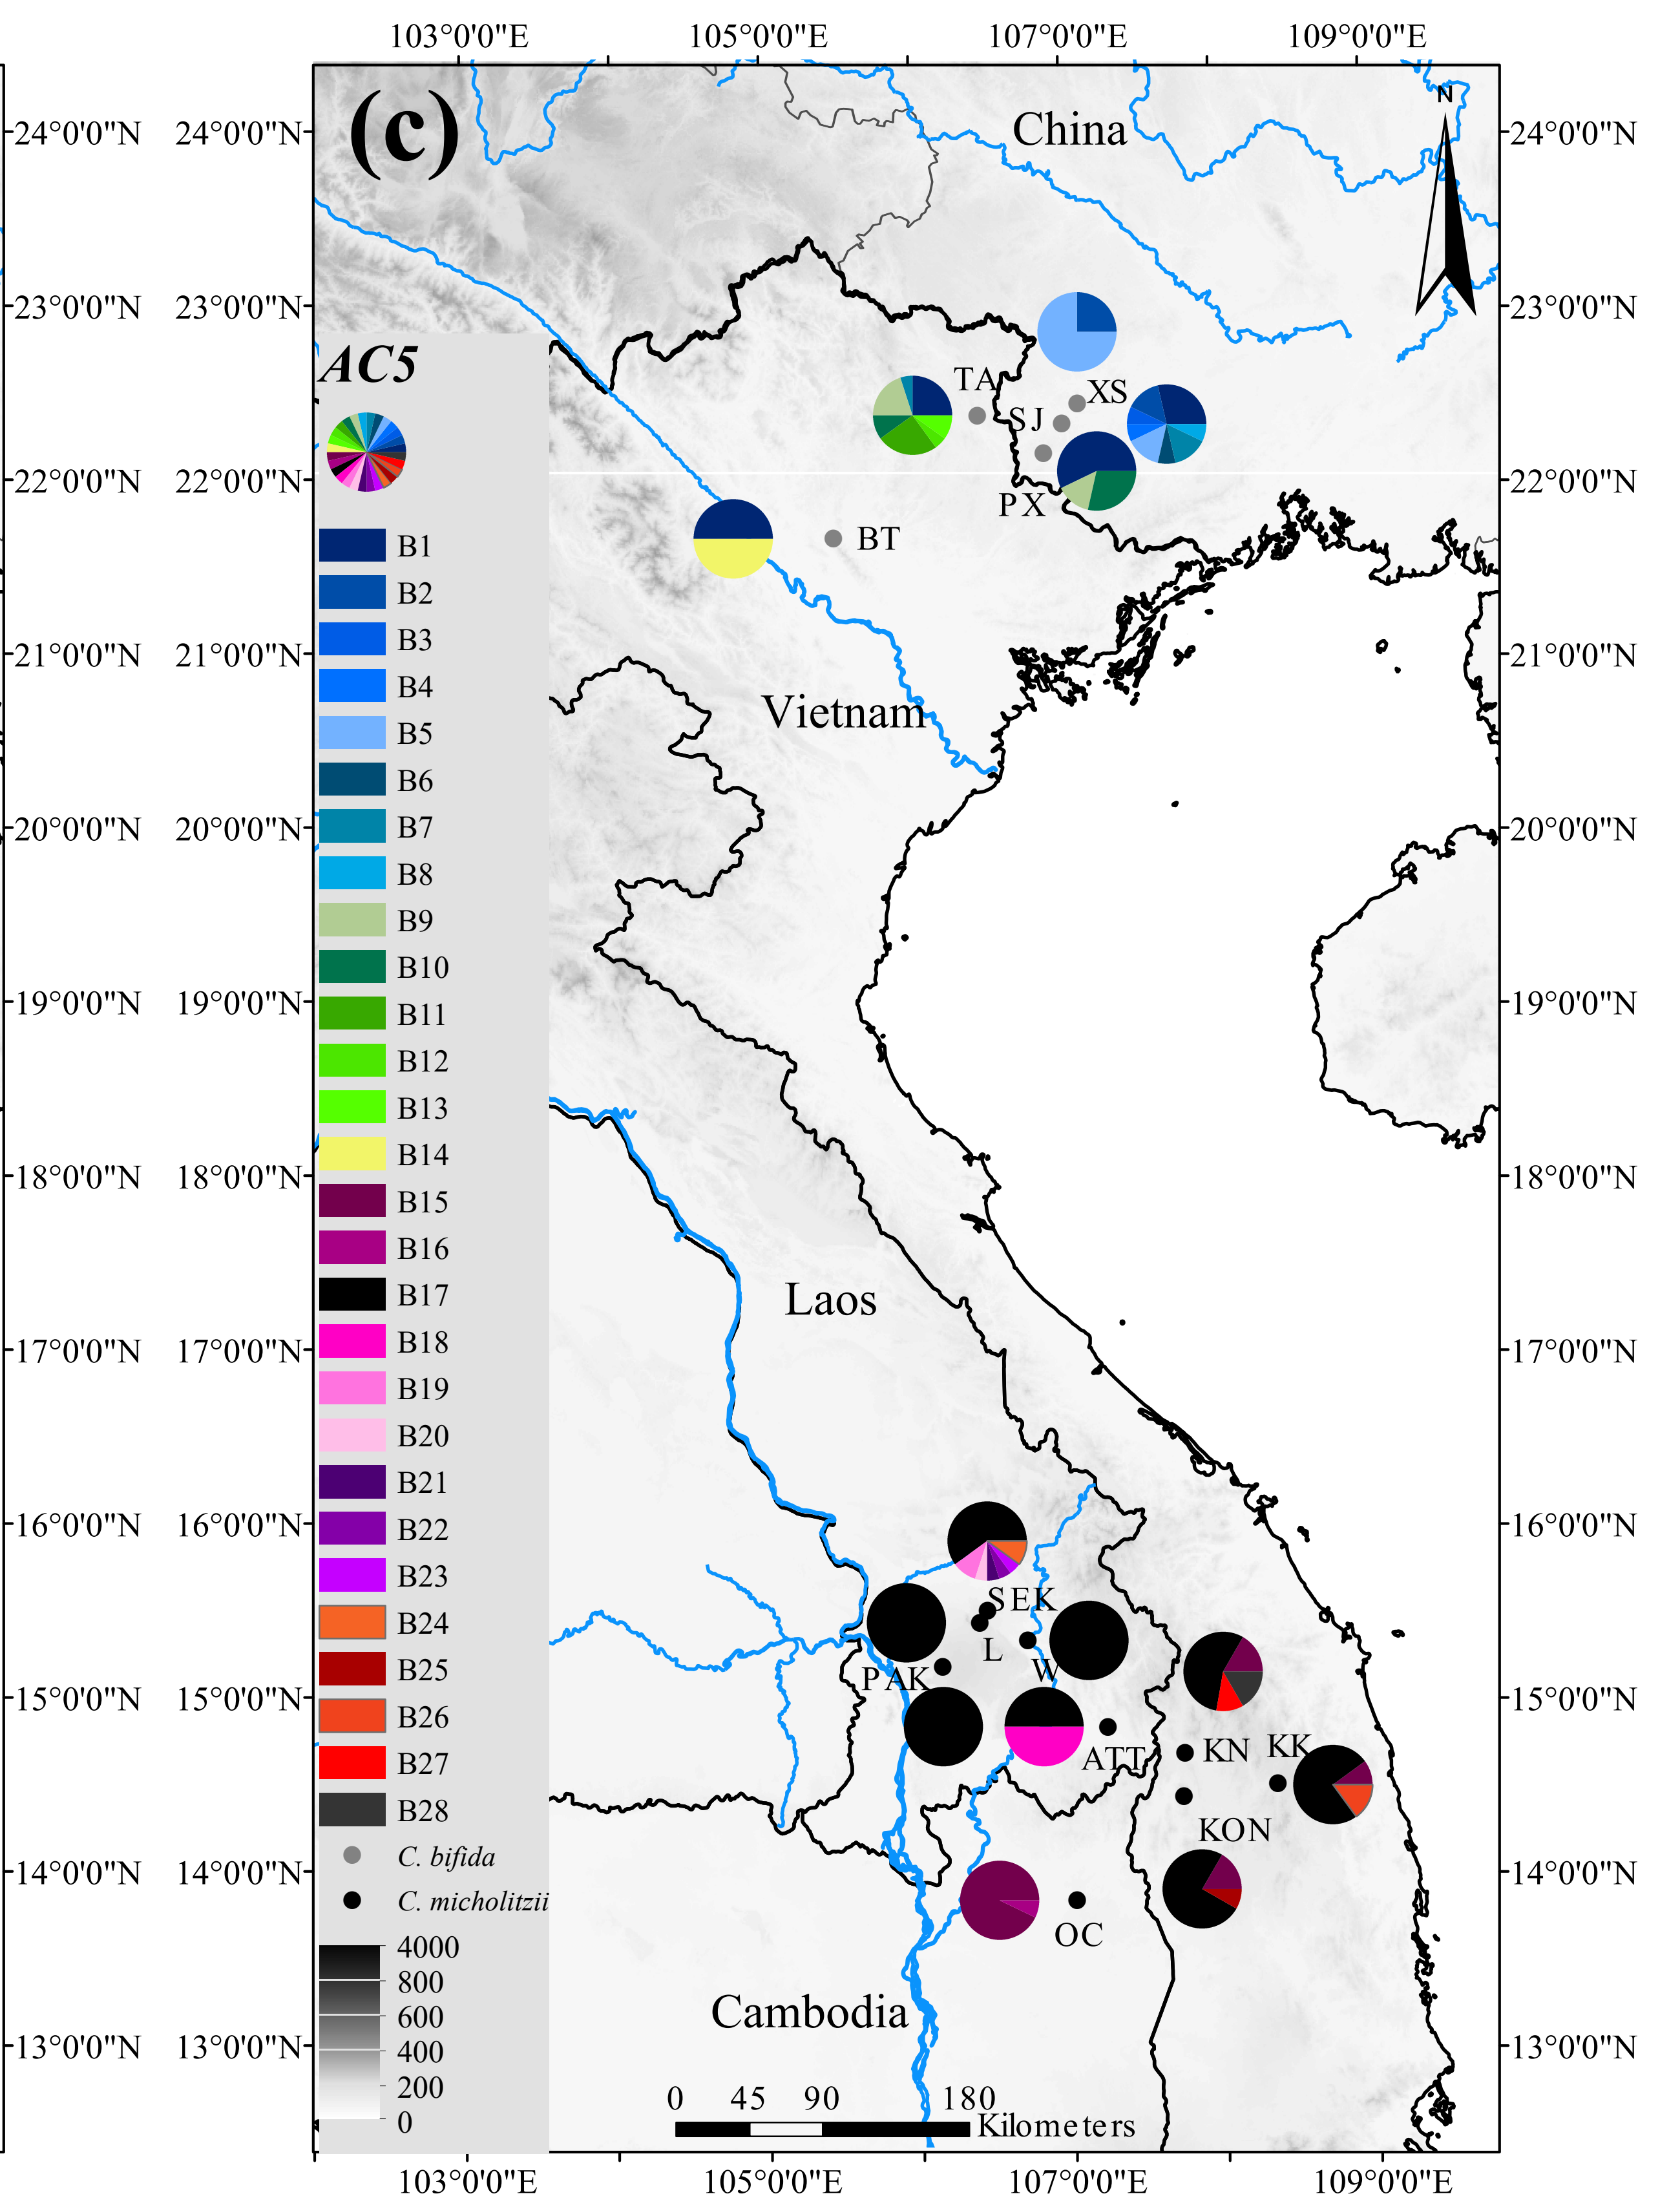 103°0'0"E 105°0'0"E 107°0'0"E 109°0'0"E
(c)
N
China
24°0'0"N 24°0'0"N 24°0'0"N
23°0'0"N 23°0'0"N 23°0'0"N
AC5
TA
XS
SJ
22°0'0"N 22°0'0"N 22°0'0"N
PX
BT
B1
B2
B3
21°0'0"N 21°0'0"N 21°0'0"N
B4
Vietnam
B5
B6
20°0'0"N 20°0'0"N 20°0'0"N
B7
B8
B9
B10
19°0'0"N 19°0'0"N 19°0'0"N
B11
B12
B13
B14
18°0'0"N 18°0'0"N 18°0'0"N
B15
B16
B17
Laos
17°0'0"N 17°0'0"N 17°0'0"N
B18
B19
B20
B21
16°0'0"N 16°0'0"N 16°0'0"N
B22
B23
SEK
B24
L
W
PAK
B25
15°0'0"N 15°0'0"N 15°0'0"N
B26
ATT
KN
KK
B27
B28
KON
C. bifida
14°0'0"N 14°0'0"N 14°0'0"N
C. micholitzii
OC
4000
800
600
Cambodia
400
13°0'0"N 13°0'0"N 13°0'0"N
200
0
0 45 90 180
Kilometers
103°0'0"E 105°0'0"E 107°0'0"E 109°0'0"E